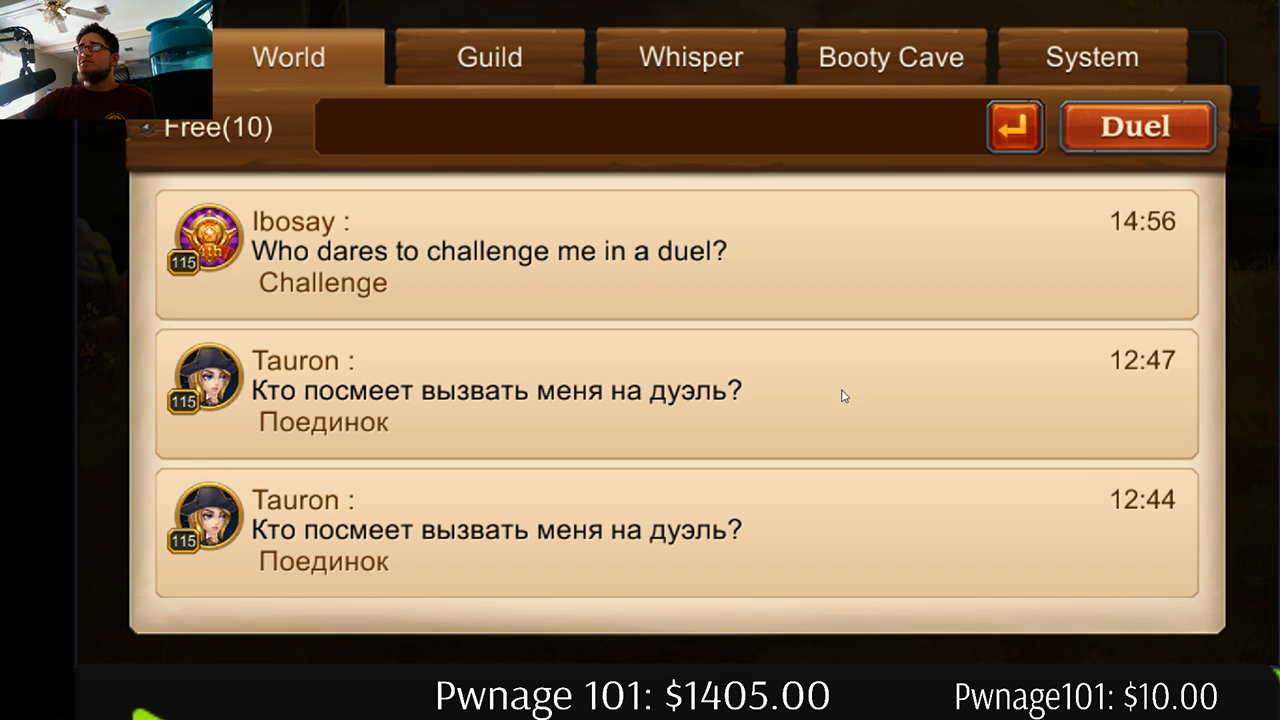 World
Guild
Whisper
Booty Cave
System
Free(10)
Duel
Ibosay :
14:56
4th
115
Who dares to challenge me in a duel?
Challenge
Tauron :
12:47
115
Кто посмеет вызвать меня на дуэль?
Поединок
Tauron :
12:44
115
Кто посмеет вызвать меня на дуэль?
Поединок
Pwnage 101: $1405.00
Pwnage101: $10.00